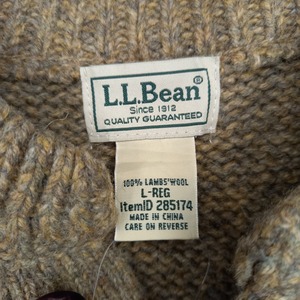 L.L.Bean®
Since 1912
QUALITY GUARANTEED
100% LAMBS'WOOL
L-REG
ItemID 285174
MADE IN CHINA
CARE ON REVERSE